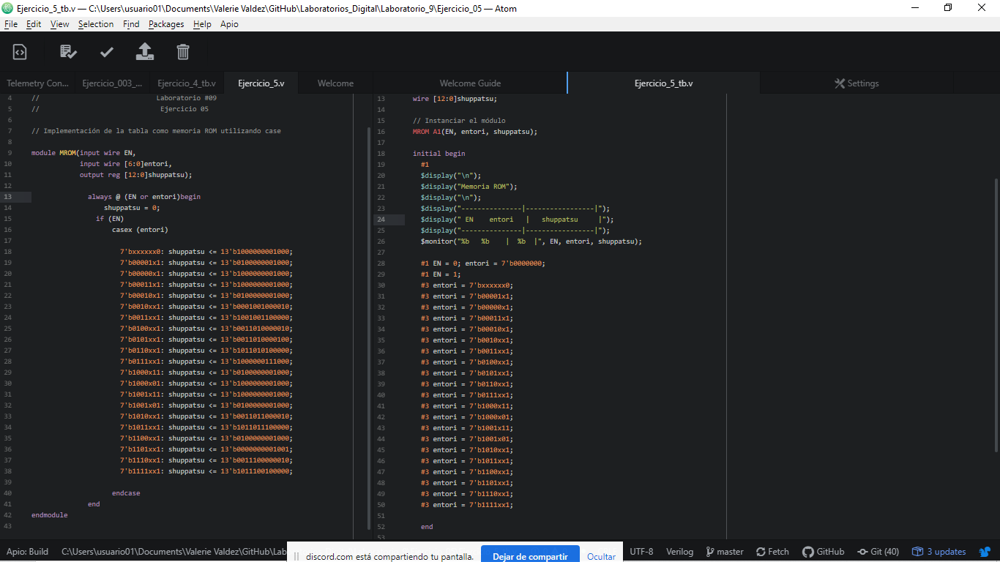 Ejercicio_5_tb.v — C:\Users\usuario01\Documents\Valerie Valdez\GitHub\Laboratorios_Digital\Laboratorio_9\Ejercicio_05 — Atom
File Edit View Selection Find Packages Help Apio
Telemetry Con... Ejercicio_003_... Ejercicio_4_tb.v Ejercicio_5.v Welcome Welcome Guide Ejercicio_5_tb.v Settings
4 // Laboratorio #09
5 // Ejercicio 05
6
7 // Implementación de la tabla como memoria ROM utilizando case
8
9 module MROM(input wire EN,
10 input wire [6:0]entori,
11 output reg [12:0]shuppatsu);
12
13 always @ (EN or entori)begin
14 shuppatsu = 0;
15 if (EN)
16 casex (entori)
17
18 7'bxxxxxx0: shuppatsu <= 13'b1000000001000;
19 7'b00001x1: shuppatsu <= 13'b0100000001000;
20 7'b00000x1: shuppatsu <= 13'b1000000001000;
21 7'b00011x1: shuppatsu <= 13'b1000000001000;
22 7'b00010x1: shuppatsu <= 13'b0100000001000;
23 7'b0010xx1: shuppatsu <= 13'b0001001000010;
24 7'b0011xx1: shuppatsu <= 13'b1001001100000;
25 7'b0100xx1: shuppatsu <= 13'b0011010000010;
26 7'b0101xx1: shuppatsu <= 13'b0011010000100;
27 7'b0110xx1: shuppatsu <= 13'b1011010100000;
28 7'b0111xx1: shuppatsu <= 13'b1000000111000;
29 7'b1000x11: shuppatsu <= 13'b0100000001000;
30 7'b1000x01: shuppatsu <= 13'b1000000001000;
31 7'b1001x11: shuppatsu <= 13'b1000000001000;
32 7'b1001x01: shuppatsu <= 13'b0100000001000;
33 7'b1010xx1: shuppatsu <= 13'b0011011000010;
34 7'b1011xx1: shuppatsu <= 13'b1011011100000;
35 7'b1100xx1: shuppatsu <= 13'b0100000001000;
36 7'b1101xx1: shuppatsu <= 13'b0000000001001;
37 7'b1110xx1: shuppatsu <= 13'b0011100000010;
38 7'b1111xx1: shuppatsu <= 13'b1011100100000;
39
40 endcase
41 end
42 endmodule
43
13 wire [12:0]shuppatsu;
14
15 // Instanciar el módulo
16 MROM A1(EN, entori, shuppatsu);
17
18 initial begin
19 #1
20 $display("\n");
21 $display("Memoria ROM");
22 $display("\n");
23 $display("---------------|-----------------|");
24 $display(" EN    entori   |   shuppatsu     |");
25 $display("---------------|-----------------|");
26 $monitor("%b   %b    |  %b  |", EN, entori, shuppatsu);
27
28 #1 EN = 0; entori = 7'b0000000;
29 #1 EN = 1;
30 #3 entori = 7'bxxxxxx0;
31 #3 entori = 7'b00001x1;
32 #3 entori = 7'b00000x1;
33 #3 entori = 7'b00011x1;
34 #3 entori = 7'b00010x1;
35 #3 entori = 7'b0010xx1;
36 #3 entori = 7'b0011xx1;
37 #3 entori = 7'b0100xx1;
38 #3 entori = 7'b0101xx1;
39 #3 entori = 7'b0110xx1;
40 #3 entori = 7'b0111xx1;
41 #3 entori = 7'b1000x11;
42 #3 entori = 7'b1000x01;
43 #3 entori = 7'b1001x11;
44 #3 entori = 7'b1001x01;
45 #3 entori = 7'b1010xx1;
46 #3 entori = 7'b1011xx1;
47 #3 entori = 7'b1100xx1;
48 #3 entori = 7'b1101xx1;
49 #3 entori = 7'b1110xx1;
50 #3 entori = 7'b1111xx1;
51
52 end
53
Apio: Build C:\Users\usuario01\Documents\Valerie Valdez\GitHub\Lab UTF-8 Verilog master Fetch GitHub Git (40) 3 updates
discord.com está compartiendo tu pantalla. Dejar de compartir Ocultar